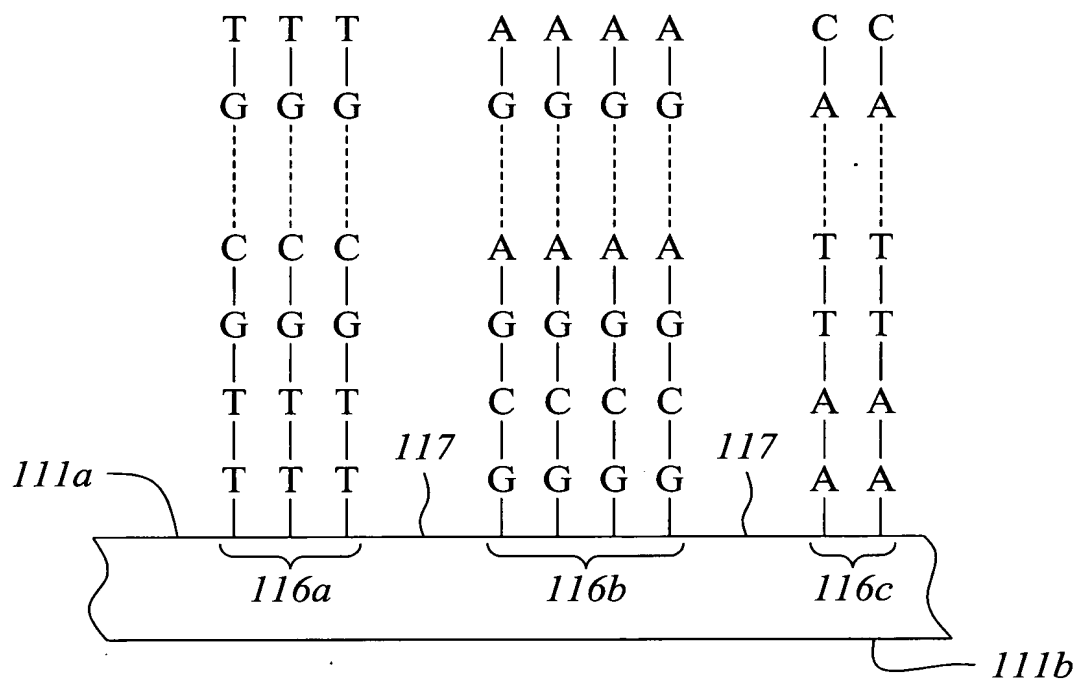 T T T A A A A C C
G G G G G G G A A
C C C A A A A T T
G G G G G G G T T
T T T C C C C A A
117 117
111a T T T G G G G A A
116a 116b 116c
111b